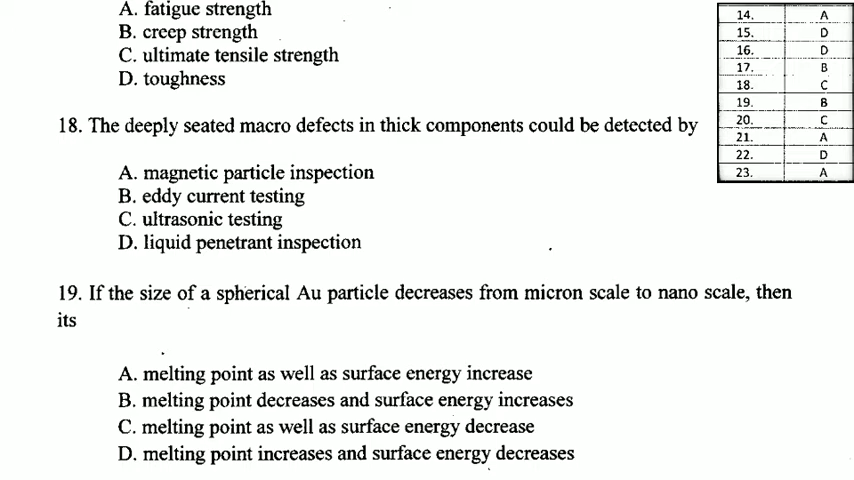 A. fatigue strength
B. creep strength
C. ultimate tensile strength
D. toughness
18. The deeply seated macro defects in thick components could be detected by
A. magnetic particle inspection
B. eddy current testing
C. ultrasonic testing
D. liquid penetrant inspection
19. If the size of a spherical Au particle decreases from micron scale to nano scale, then
its
A. melting point as well as surface energy increase
B. melting point decreases and surface energy increases
C. melting point as well as surface energy decrease
D. melting point increases and surface energy decreases
14. A
15. D
16. D
17. B
18. C
19. B
20. C
21. A
22. D
23. A